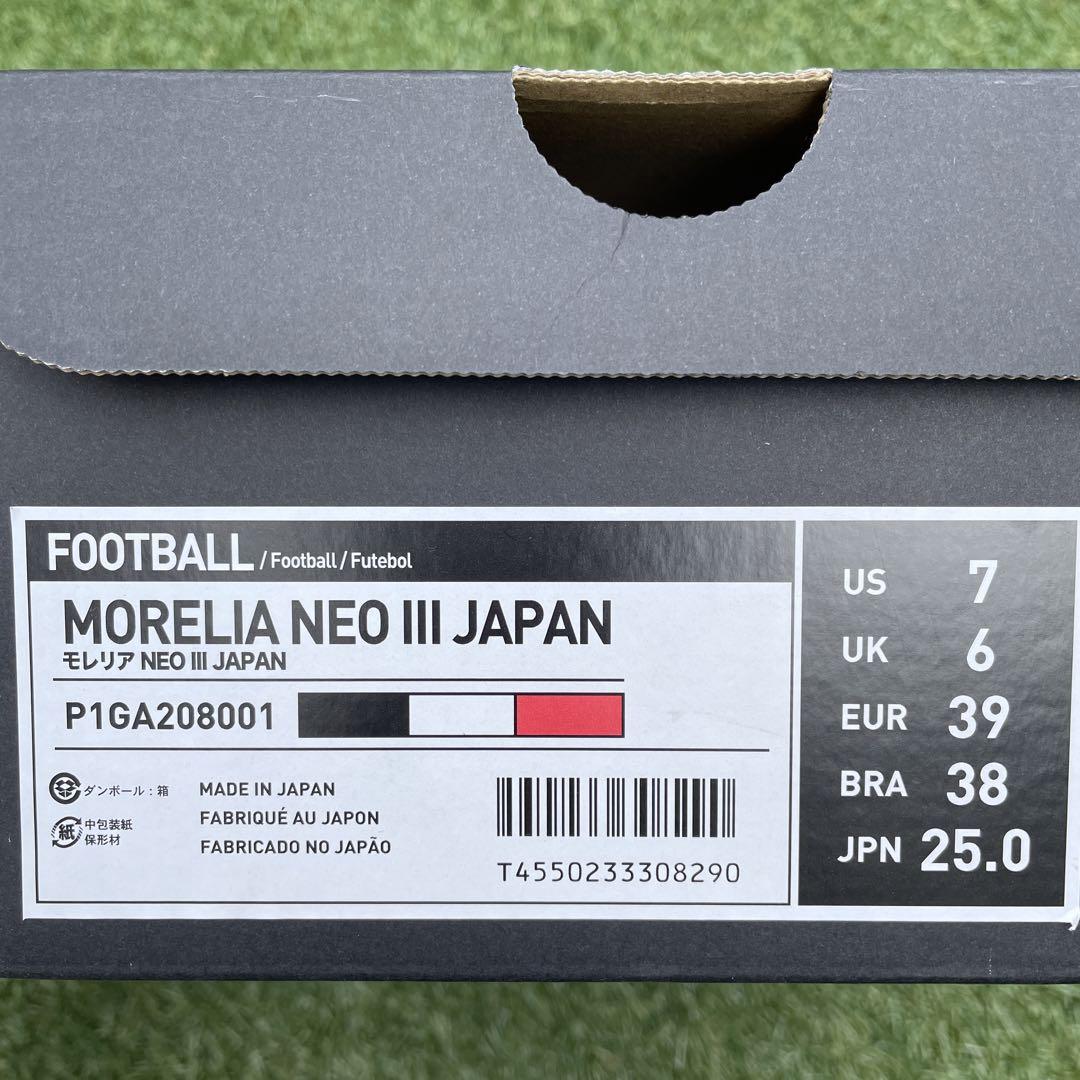 FOOTBALL / Football / Futebol
MORELIA NEO III JAPAN
モレリア NEO III JAPAN
P1GA208001
ダンボール : 箱
紙 中包装紙
保形材
MADE IN JAPAN
FABRIQUÉ AU JAPON
FABRICADO NO JAPÃO
T4550233308290
US 7
UK 6
EUR 39
BRA 38
JPN 25.0